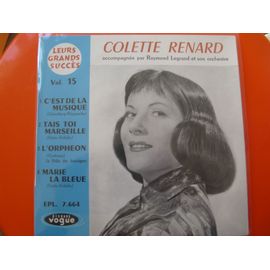 LEURS
GRANDS
SUCCÈS
Vol. 15
COLETTE RENARD
accompagnée par Raymond Legrand et son orchestre
1. C'EST DE LA
MUSIQUE
2. TAIS TOI
MARSEILLE
3. L'ORPHEON
4. MARIE
LA BLEUE
EPL. 7.664
vogue